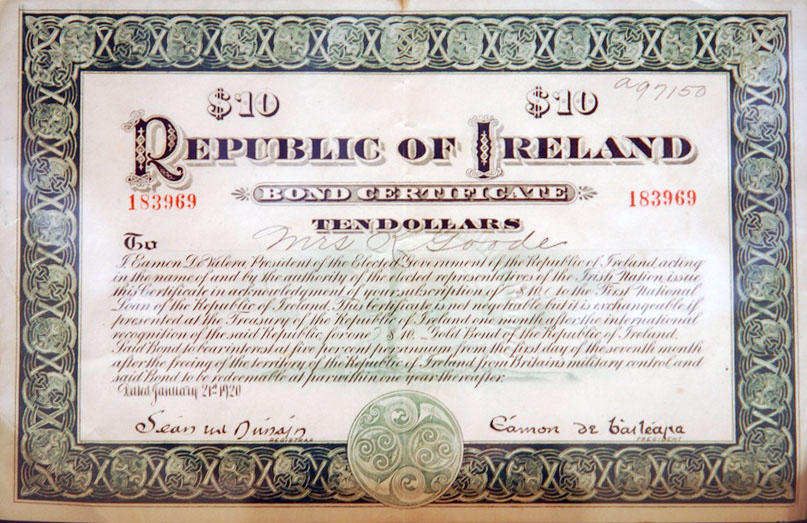 $10 $10 a97150
REPUBLIC OF IRELAND
BOND CERTIFICATE
183969 183969
TEN DOLLARS
To Mrs K Goode
I Eamon De Valera President of the Elected Government of the Republic of Ireland acting
in the name of and by the authority of the elected representatives of the Irish Nation issue
this Certificate in acknowledgment of your subscription of $10 to the First National
Loan of the Republic of Ireland. This Certificate is not negotiable but it is exchangeable if
presented at the Treasury of the Republic of Ireland one month after the international
recognition of the said Republic for one $10 Gold Bond of the Republic of Ireland.
Said Bond to bear interest at five per cent per annum from the first day of the seventh month
after the freeing of the territory of the Republic of Ireland from Britain's military control and
said Bond to be redeemable at par within one year thereafter.
Dated January 21st 1920
Seán
REGISTRAR
Éamon de
PRESIDENT